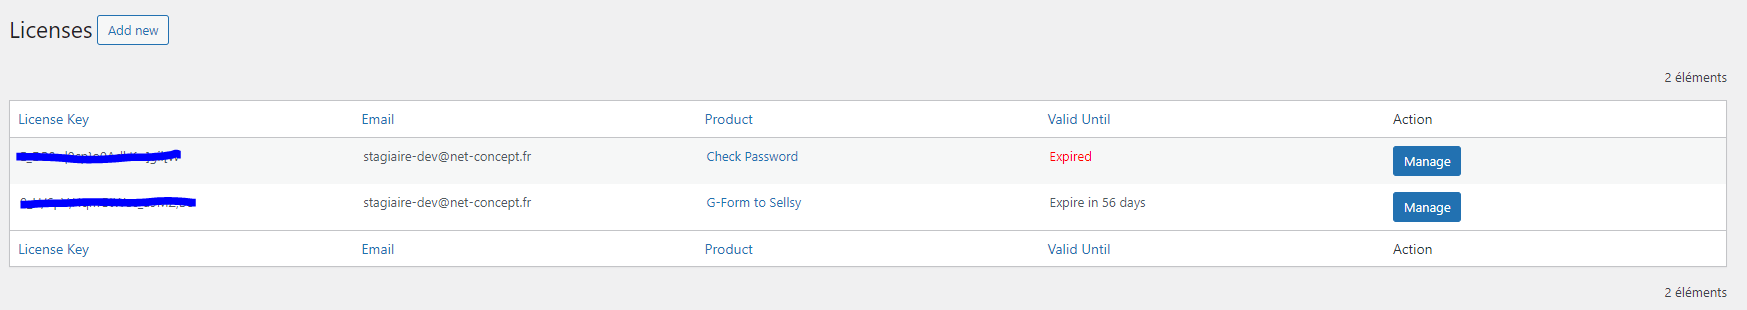 Licenses Add new
2 éléments
License Key Email Product Valid Until Action
stagiaire-dev@net-concept.fr Check Password Expired Manage
stagiaire-dev@net-concept.fr G-Form to Sellsy Expire in 56 days Manage
License Key Email Product Valid Until Action
2 éléments